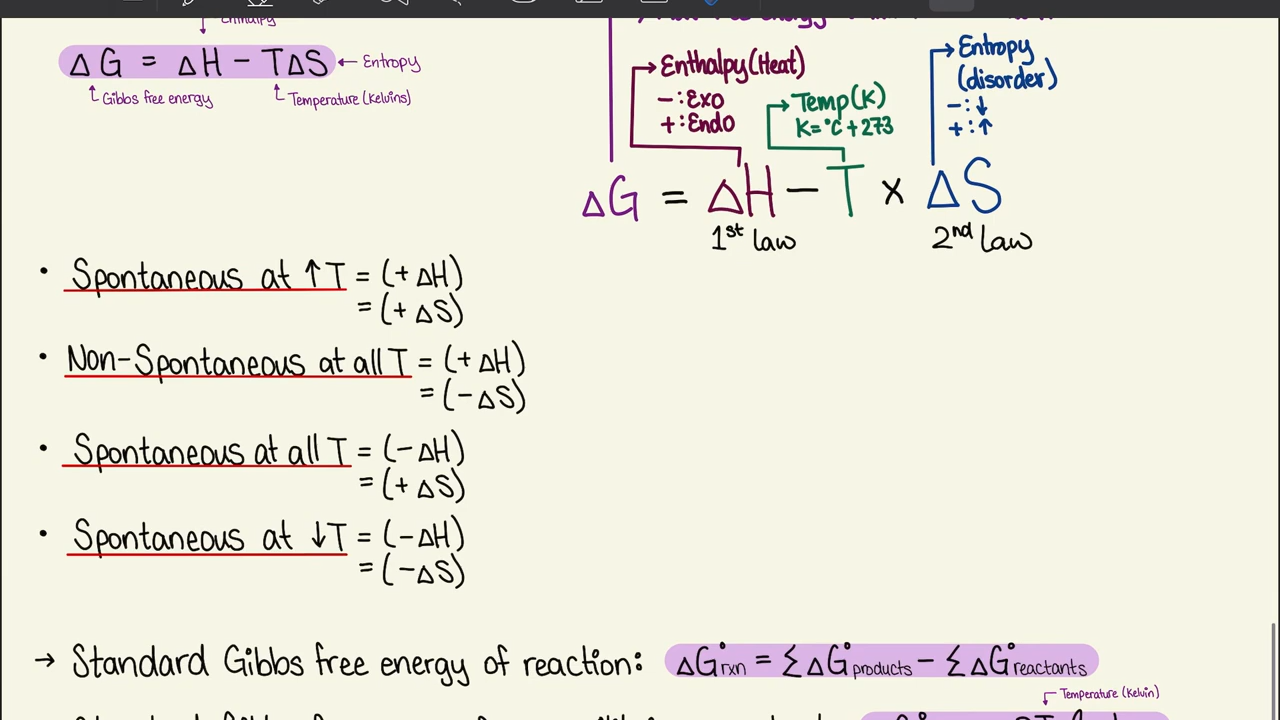 Enthalpy
ΔG = ΔH − TΔS ← Entropy
Gibbs free energy
Temperature (Kelvins)
Enthalpy (Heat)
− : Exo
+ : Endo
Temp (K)
K = °C + 273
Entropy
(disorder)
− : ↓
+ : ↑
ΔG = ΔH − T x ΔS
1st law
2nd law
• Spontaneous at ↑T = (+ ΔH)
= (+ ΔS)
• Non-Spontaneous at all T = (+ ΔH)
= (− ΔS)
• Spontaneous at all T = (− ΔH)
= (+ ΔS)
• Spontaneous at ↓T = (− ΔH)
= (− ΔS)
→ Standard Gibbs free energy of reaction: ΔG°rxn = Σ ΔG°products − Σ ΔG°reactants
Temperature (Kelvin)